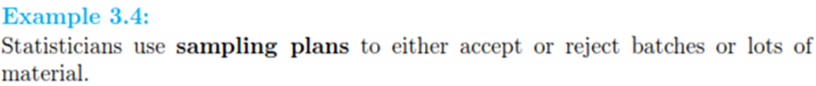 Example 3.4:
Statisticians use sampling plans to either accept or reject batches or lots of
material.